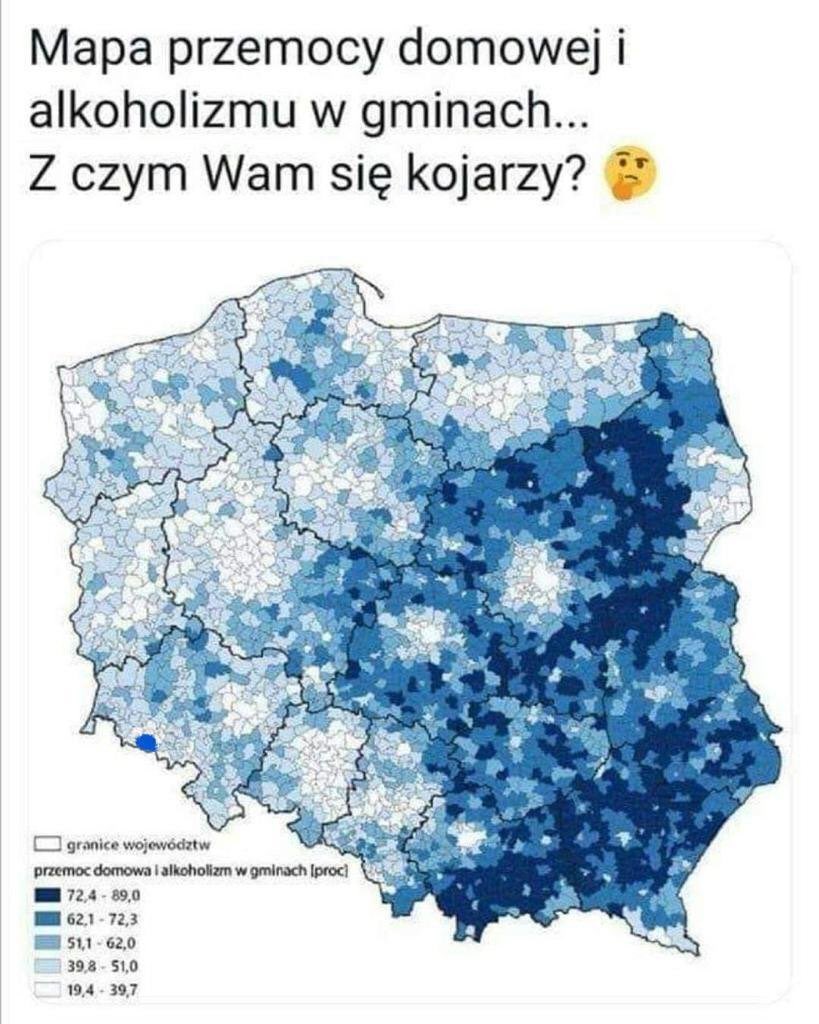 Mapa przemocy domowej i
alkoholizmu w gminach...
Z czym Wam się kojarzy? 🤔
granice województw
przemoc domowa i alkoholizm w gminach [proc]
72,4 - 89,0
62,1 - 72,3
51,1 - 62,0
39,8 - 51,0
19,4 - 39,7